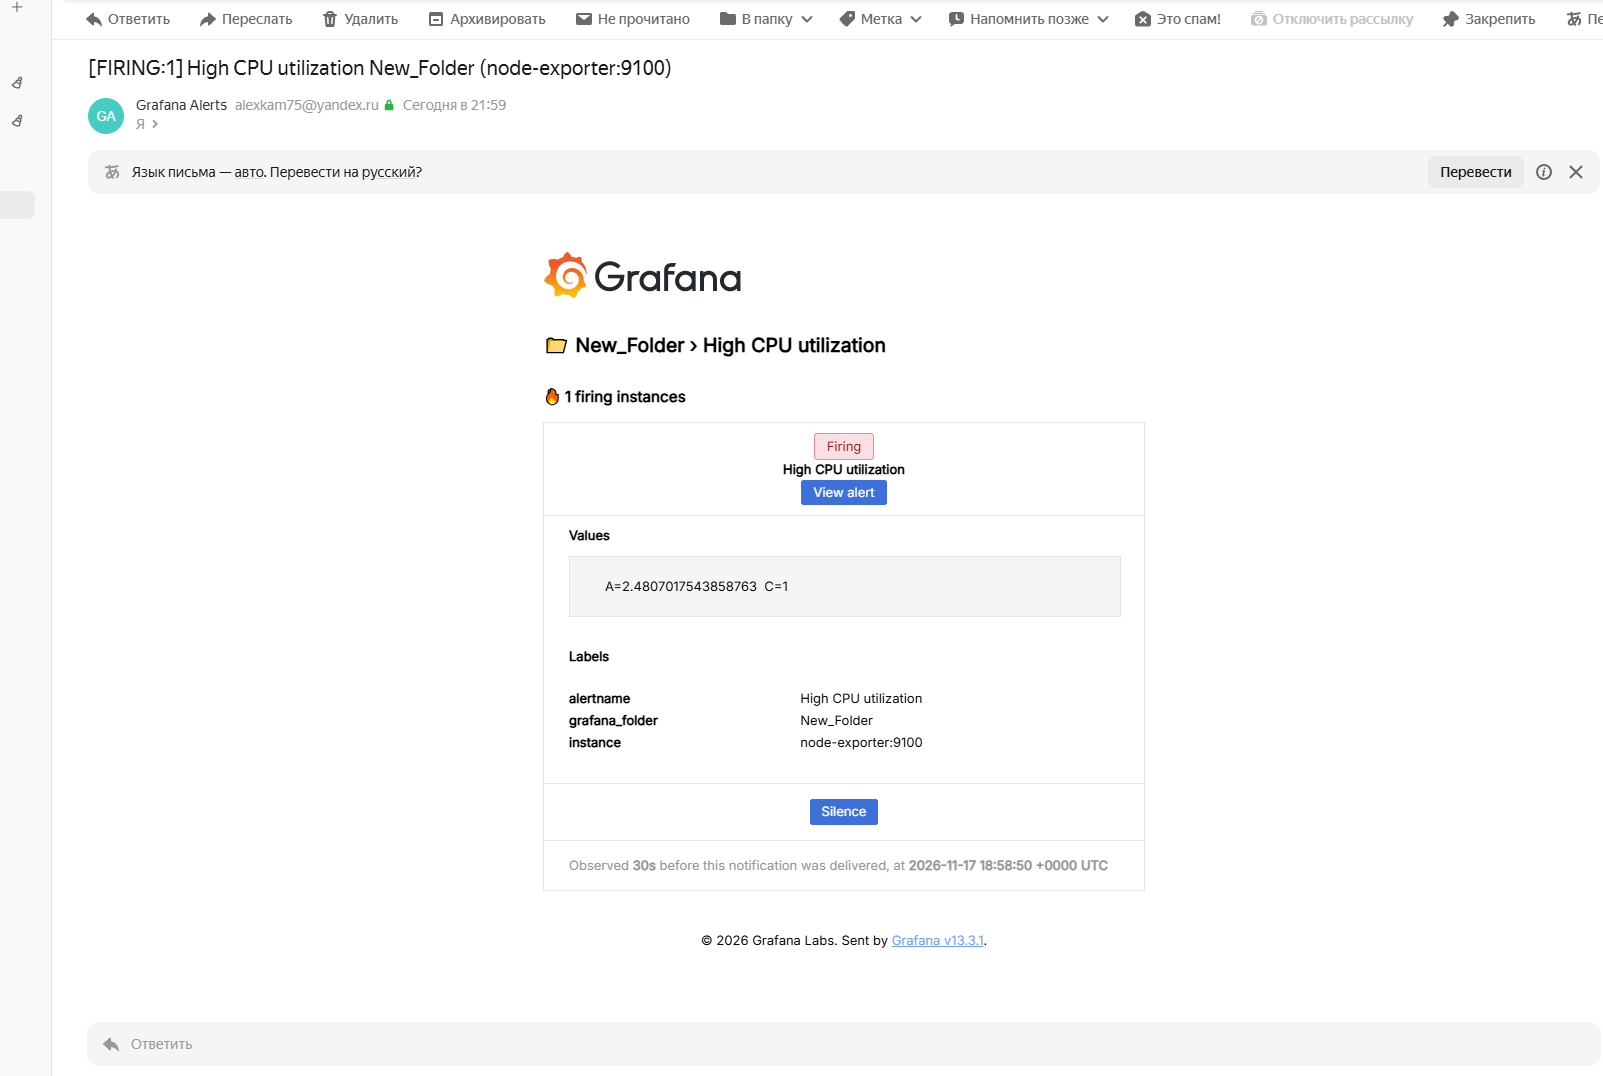 Ответить Переслать Удалить Архивировать Не прочитано В папку Метка Напомнить позже Это спам! Отключить рассылку Закрепить
[FIRING:1] High CPU utilization New_Folder (node-exporter:9100)
GA
Grafana Alerts alexkam75@yandex.ru Сегодня в 21:59
Я
Язык письма — авто. Перевести на русский?
Перевести
Grafana
New_Folder › High CPU utilization
1 firing instances
Firing
High CPU utilization
View alert
Values
A=2.4807017543858763 C=1
Labels
alertname High CPU utilization
grafana_folder New_Folder
instance node-exporter:9100
Silence
Observed 30s before this notification was delivered, at 2026-11-17 18:58:50 +0000 UTC
© 2026 Grafana Labs. Sent by Grafana v13.3.1.
Ответить